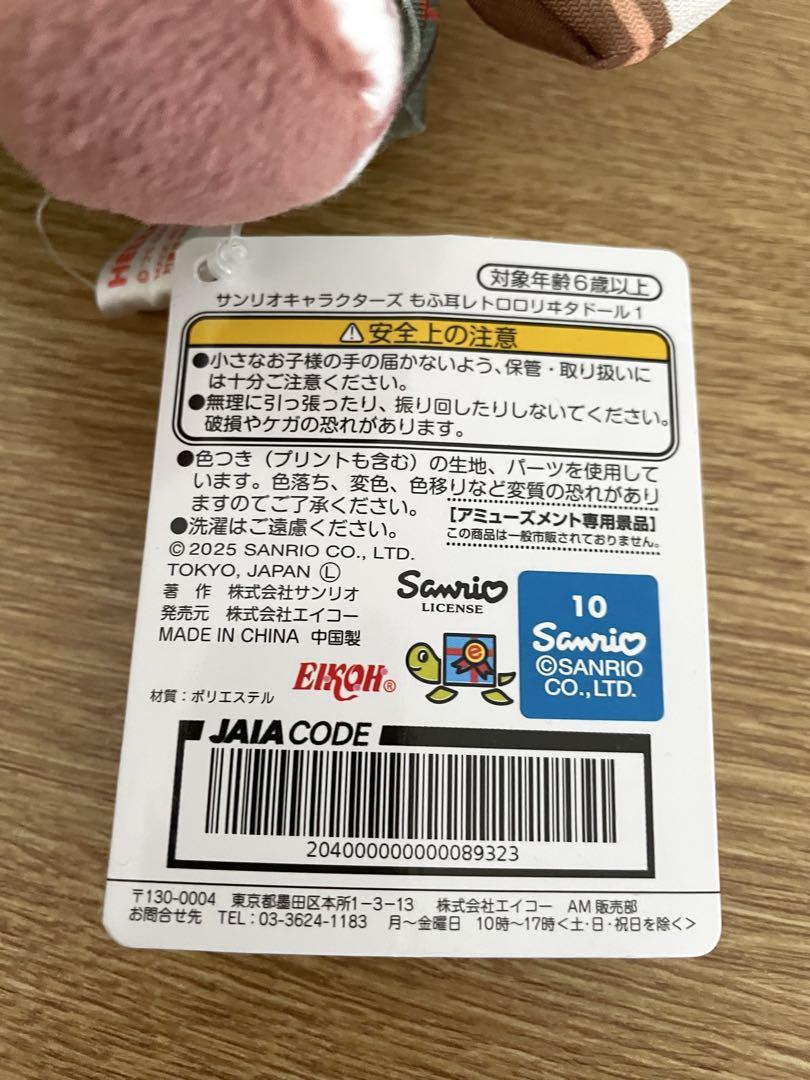 対象年齢6歳以上
サンリオキャラクターズ もふ耳レトロロリヰタドール1
⚠安全上の注意
●小さなお子様の手の届かないよう、保管・取り扱いに
は十分ご注意ください。
●無理に引っ張ったり、振り回したりしないでください。
破損やケガの恐れがあります。
●色つき（プリントも含む）の生地、パーツを使用して
います。色落ち、変色、色移りなど変質の恐れがあり
ますのでご了承ください。
【アミューズメント専用景品】
この商品は一般市販されておりません。
●洗濯はご遠慮ください。
© 2025 SANRIO CO., LTD.
TOKYO, JAPAN Ⓛ
著 作 株式会社サンリオ
発売元 株式会社エイコー
MADE IN CHINA 中国製
Sanrio
LICENSE
10
Sanrio
©SANRIO
CO., LTD.
材質：ポリエステル
EIKOH®
e
JAIA CODE
204000000000089323
〒130-0004 東京都墨田区本所1-3-13 株式会社エイコー AM販売部
お問合せ先 TEL：03-3624-1183 月～金曜日 10時～17時<土・日・祝日を除く>